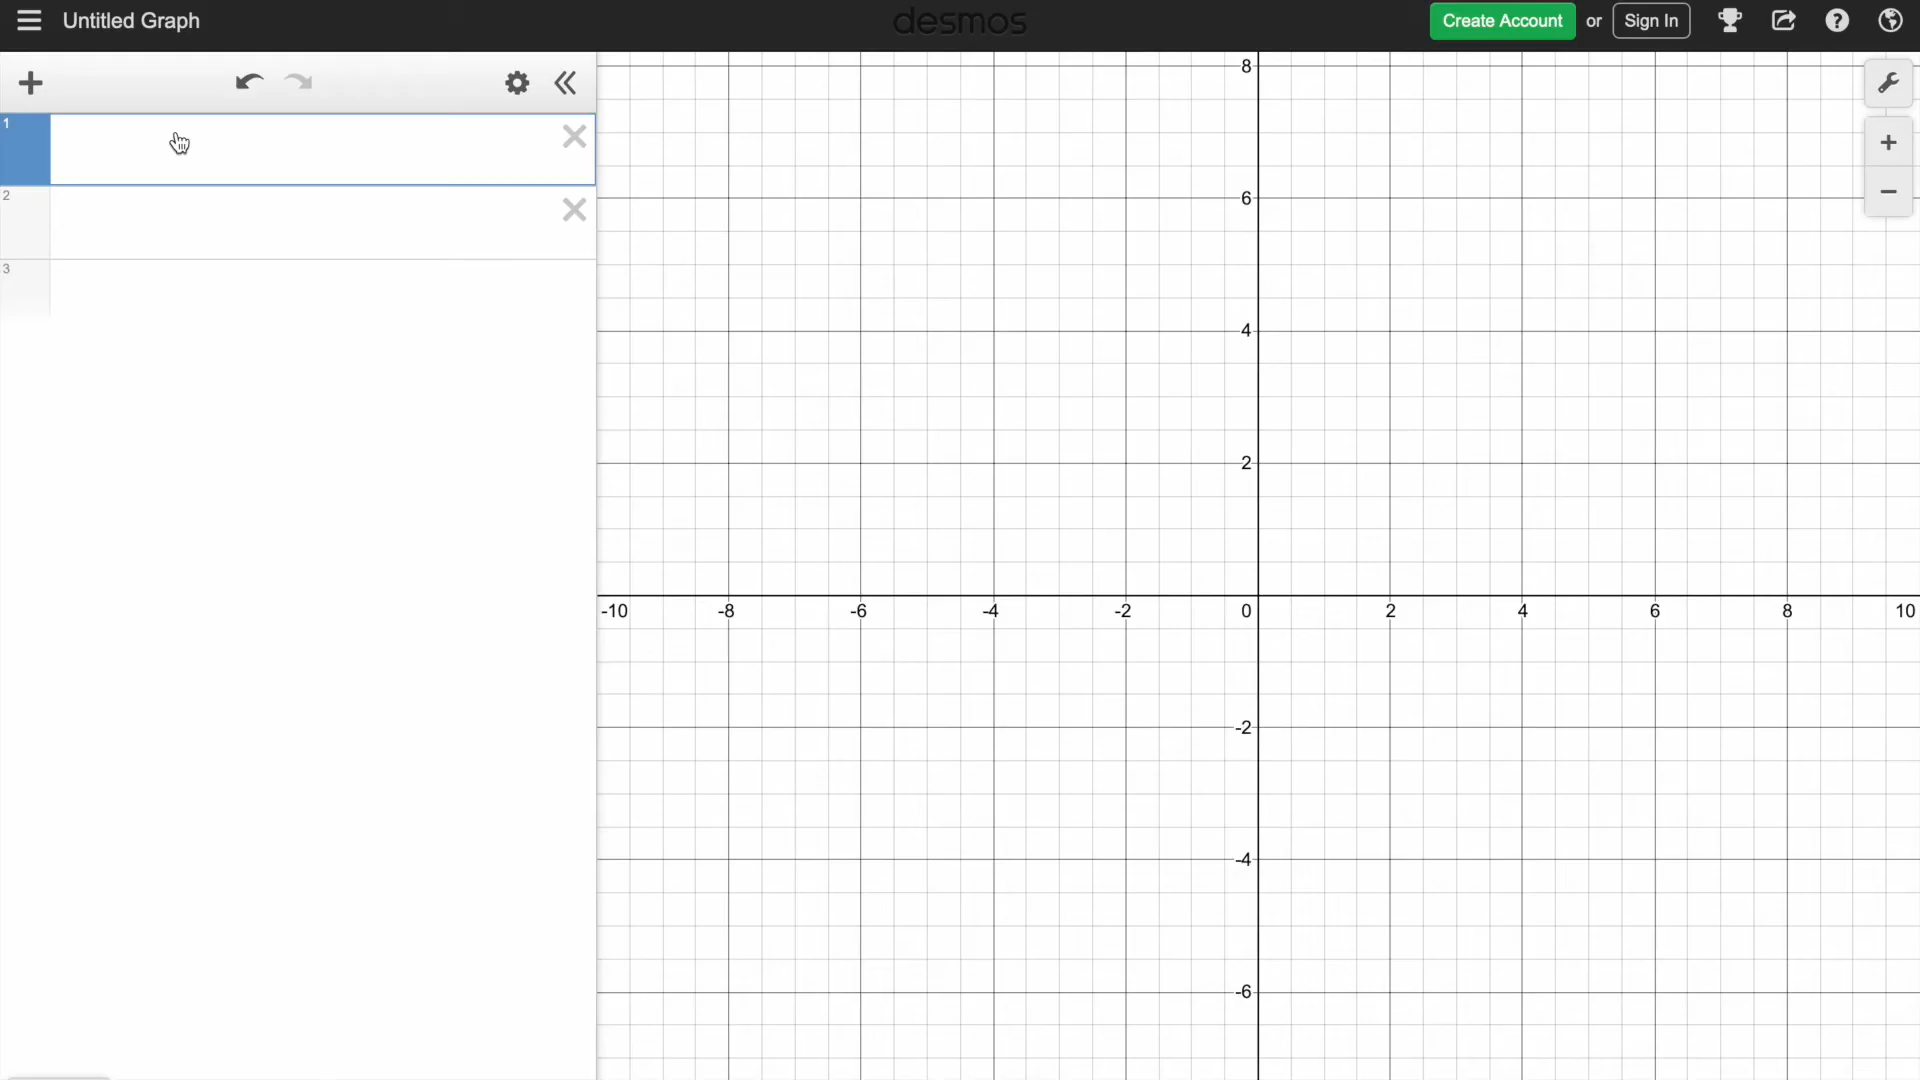 Untitled Graph
desmos
Create Account or Sign In
1
2
3
8
6
4
2
-10 -8 -6 -4 -2 0 2 4 6 8 10
-2
-4
-6